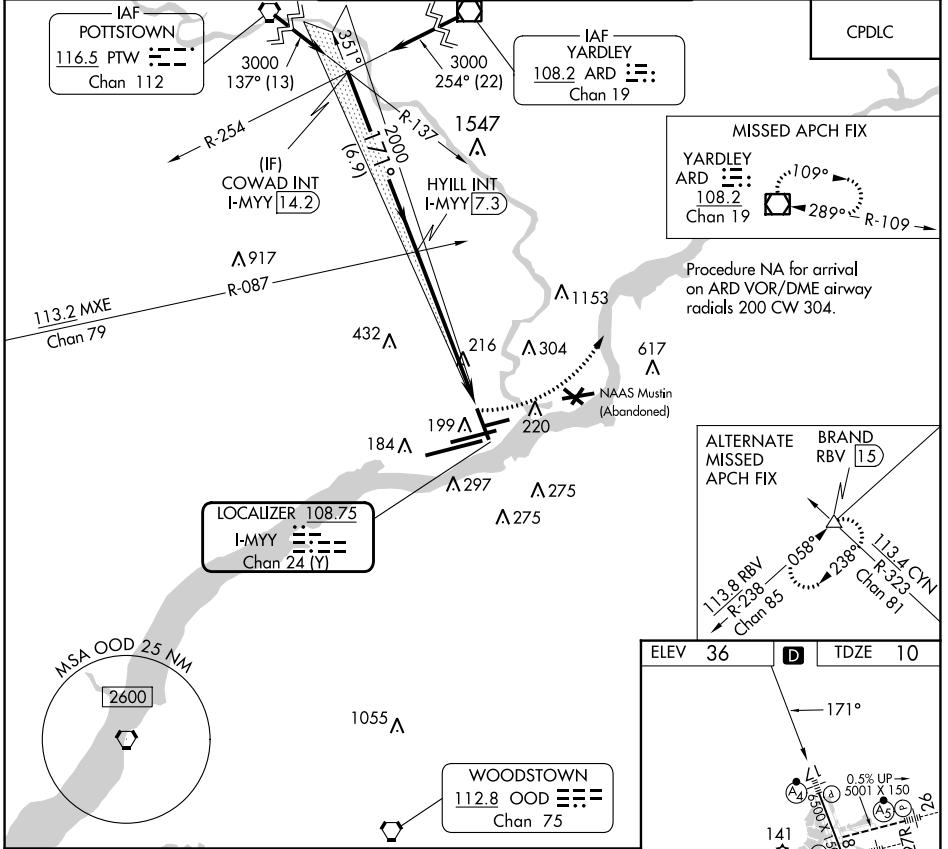 IAF
POTTSTOWN
116.5 PTW
Chan 112
3000
137° (13)
351°
3000
254° (22)
IAF
YARDLEY
108.2 ARD
Chan 19
CPDLC
R-254
R-137
2000
171°
(6.9)
1547
(IF)
COWAD INT
I-MYY 14.2
HYILL INT
I-MYY 7.3
MISSED APCH FIX
YARDLEY
ARD
108.2
Chan 19
109°
289°
R-109
917
R-087
113.2 MXE
Chan 79
Procedure NA for arrival
on ARD VOR/DME airway
radials 200 CW 304.
1153
432
216
304
617
NAAS Mustin
(Abandoned)
199
220
184
297
275
275
LOCALIZER 108.75
I-MYY
Chan 24 (Y)
ALTERNATE
MISSED
APCH FIX
BRAND
RBV 15
058°
238°
113.8 RBV
R-238
Chan 85
113.4 CYN
R-323
Chan 81
MSA OOD 25 NM
2600
1055
WOODSTOWN
112.8 OOD
Chan 75
ELEV 36
D
TDZE 10
171°
17
A4
P
0.5% UP
5001 X 150
A5
P
26
6500 X 150
141
8